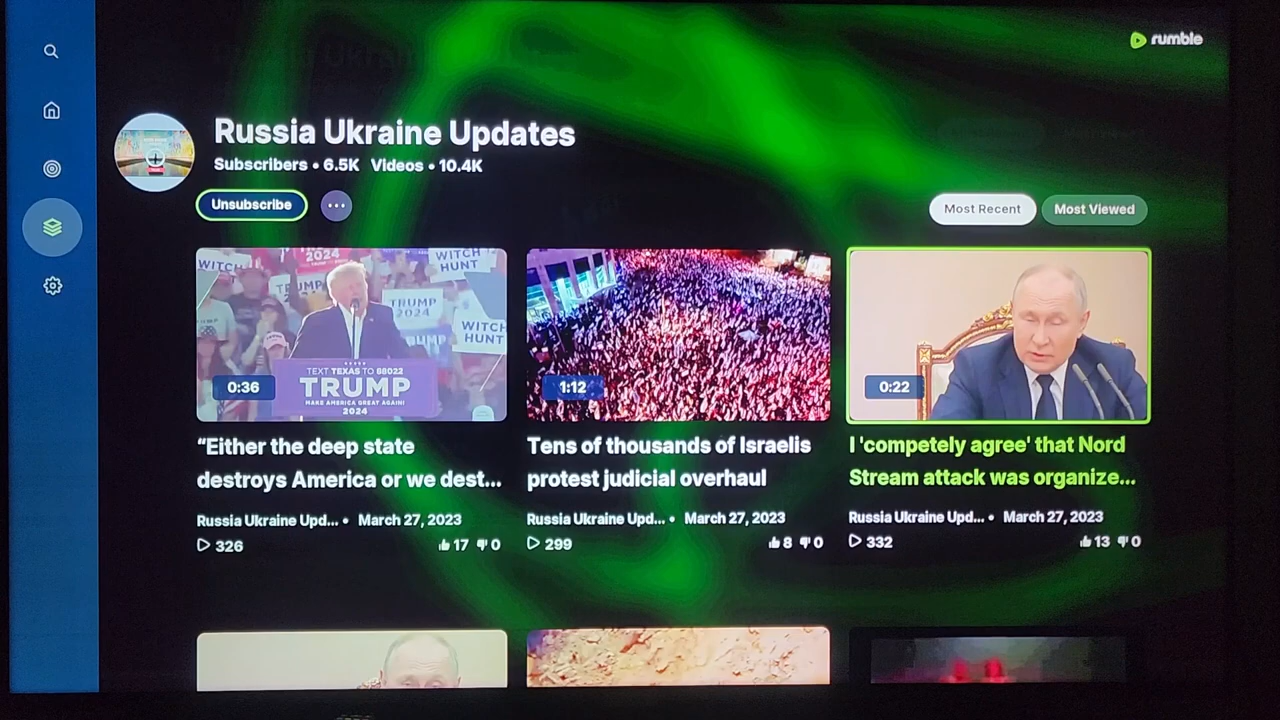 rumble
Russia Ukraine Updates
Subscribers • 6.5K Videos • 10.4K
Unsubscribe
Most Recent
Most Viewed
WITCH
2024
WITCH
HUNT
TRUMP
TRUMP
2024
WITCH
HUNT
TEXT TEXAS TO 88022
TRUMP
MAKE AMERICA GREAT AGAIN!
2024
0:36
1:12
0:22
“Either the deep state
destroys America or we dest...
Russia Ukraine Upd... • March 27, 2023
326 17 0
Tens of thousands of Israelis
protest judicial overhaul
Russia Ukraine Upd... • March 27, 2023
299 8 0
I 'competely agree' that Nord
Stream attack was organize...
Russia Ukraine Upd... • March 27, 2023
332 13 0